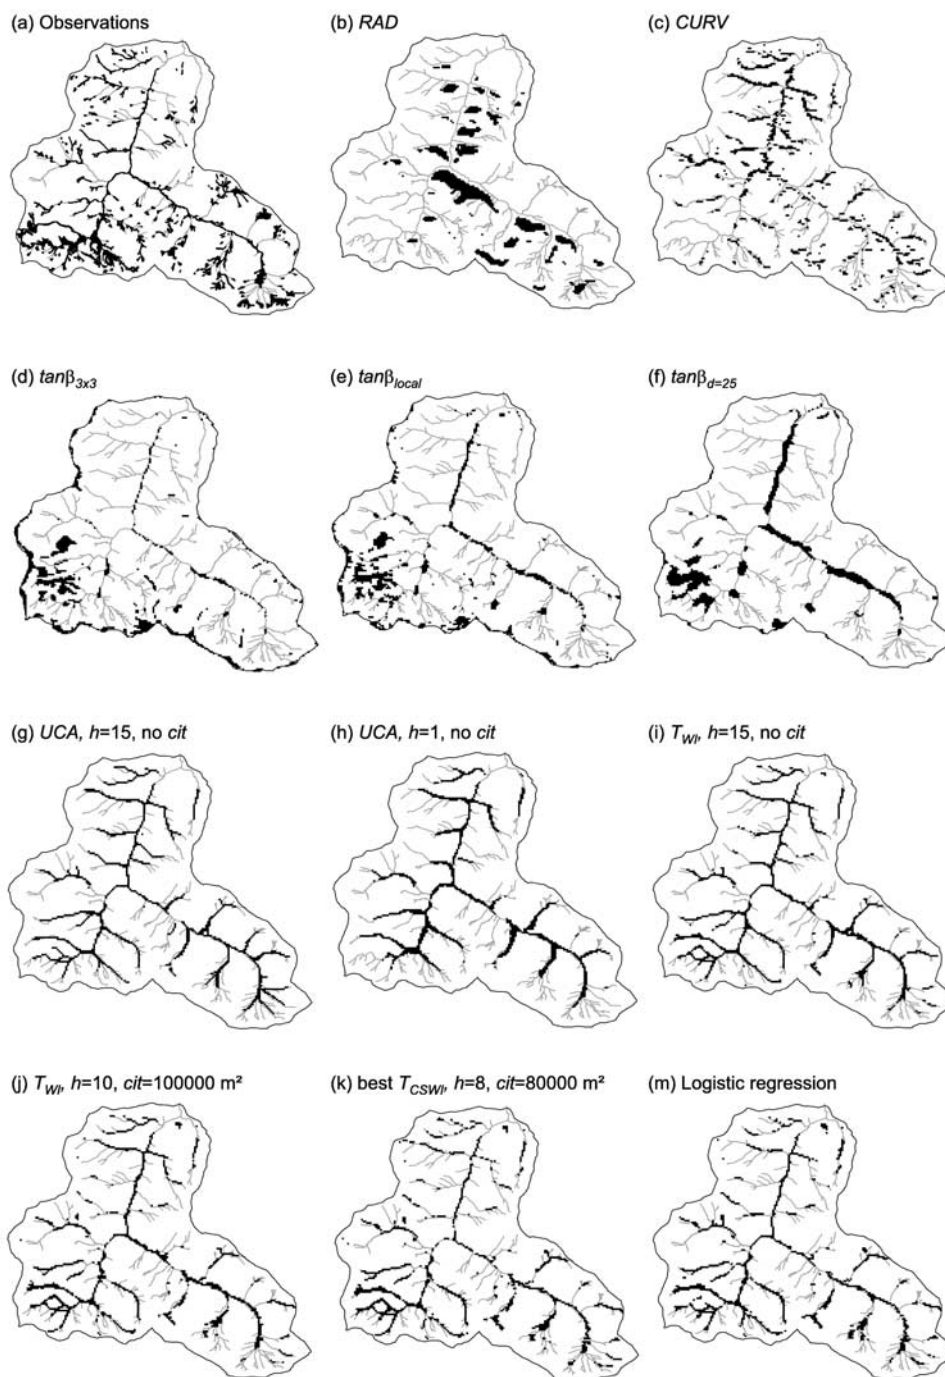 (a) Observations
(b) RAD
(c) CURV
(d) tanβ3x3
(e) tanβlocal
(f) tanβd=25
(g) UCA, h=15, no cit
(h) UCA, h=1, no cit
(i) TWI, h=15, no cit
(j) TWI, h=10, cit=100000 m²
(k) best TCSWI, h=8, cit=80000 m²
(m) Logistic regression